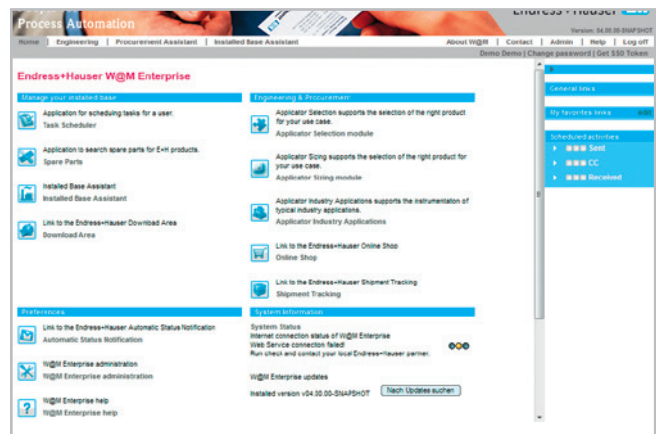 Process Automation
Endress+Hauser
Version: 04.00.00-SNAPSHOT
Home | Engineering | Procurement Assistant | Installed Base Assistant
About W@M | Contact | Admin | Help | Log off
Demo Demo | Change password | Get SSO Ticket
Endress+Hauser W@M Enterprise
Manage your installed base
Application for scheduling tasks for a user.
Task Scheduler
Application to search spare parts for E+H products.
Spare Parts
Installed Base Assistant
Installed Base Assistant
Link to the Endress+Hauser Download Area
Download Area
Engineering & Procurement
Applicator Selection supports the selection of the right product
for your use case.
Applicator Selection module
Applicator Sizing supports the selection of the right product for
your use case.
Applicator Sizing module
Applicator Industry Applications supports the instrumentation of
typical industry applications.
Applicator Industry Applications
Link to the Endress+Hauser Online Shop
Online Shop
Link to the Endress+Hauser Shipment Tracking
Shipment Tracking
Preferences
Link to the Endress+Hauser Automatic Status Notification
Automatic Status Notification
W@M Enterprise administration
W@M Enterprise administration
W@M Enterprise help
W@M Enterprise help
System Information
System Status
Internet connection status of W@M Enterprise
Web Service connection failed!
Run check and contact your local Endress+Hauser partner.
W@M Enterprise updates
Installed version v04.00.00-SNAPSHOT
Nach Updates suchen
General links
My favorites links
Scheduled activities
Sent
CC
Received